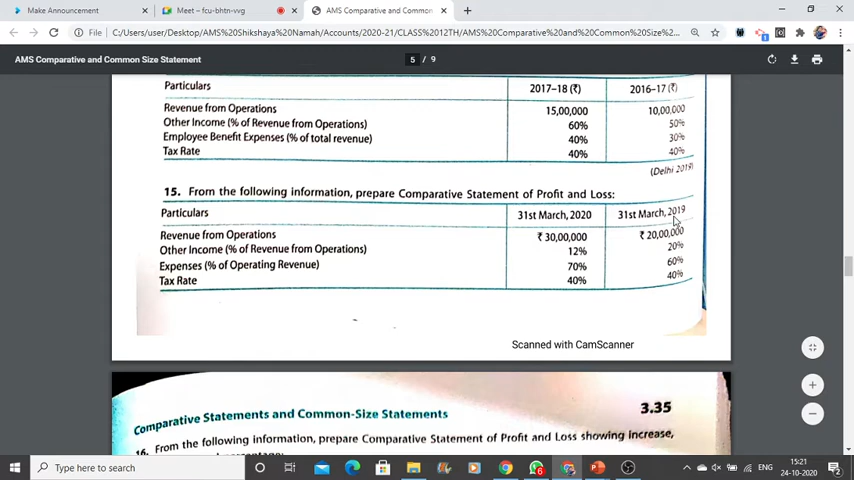 Make Announcement
Meet – fcu-bhtn-vvg
AMS Comparative and Common
File
C:/Users/user/Desktop/AMS%20Shikshaya%20Namah/Accounts/2020-21/CLASS%2012TH/AMS%20Comparative%20and%20Common%20Size%...
AMS Comparative and Common Size Statement
5 / 9
Particulars 2017–18 (₹) 2016–17 (₹)
Revenue from Operations 15,00,000 10,00,000
Other Income (% of Revenue from Operations) 60% 50%
Employee Benefit Expenses (% of total revenue) 40% 30%
Tax Rate 40% 40%
(Delhi 2019)
15. From the following information, prepare Comparative Statement of Profit and Loss:
Particulars 31st March, 2020 31st March, 2019
Revenue from Operations ₹ 30,00,000 ₹ 20,00,000
Other Income (% of Revenue from Operations) 12% 20%
Expenses (% of Operating Revenue) 70% 60%
Tax Rate 40% 40%
Scanned with CamScanner
Comparative Statements and Common-Size Statements 3.35
16. From the following information, prepare Comparative Statement of Profit and Loss showing increase,
Type here to search
ENG
15:21
24-10-2020